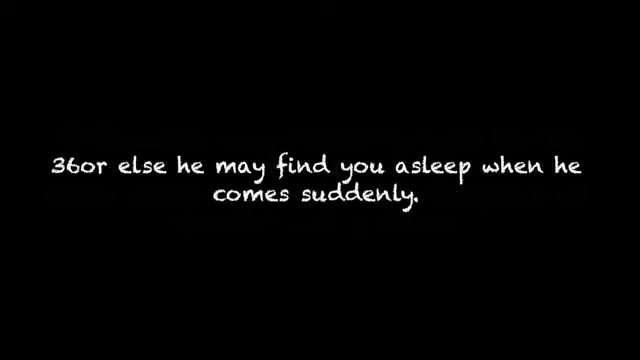 36or else he may find you asleep when he
comes suddenly.